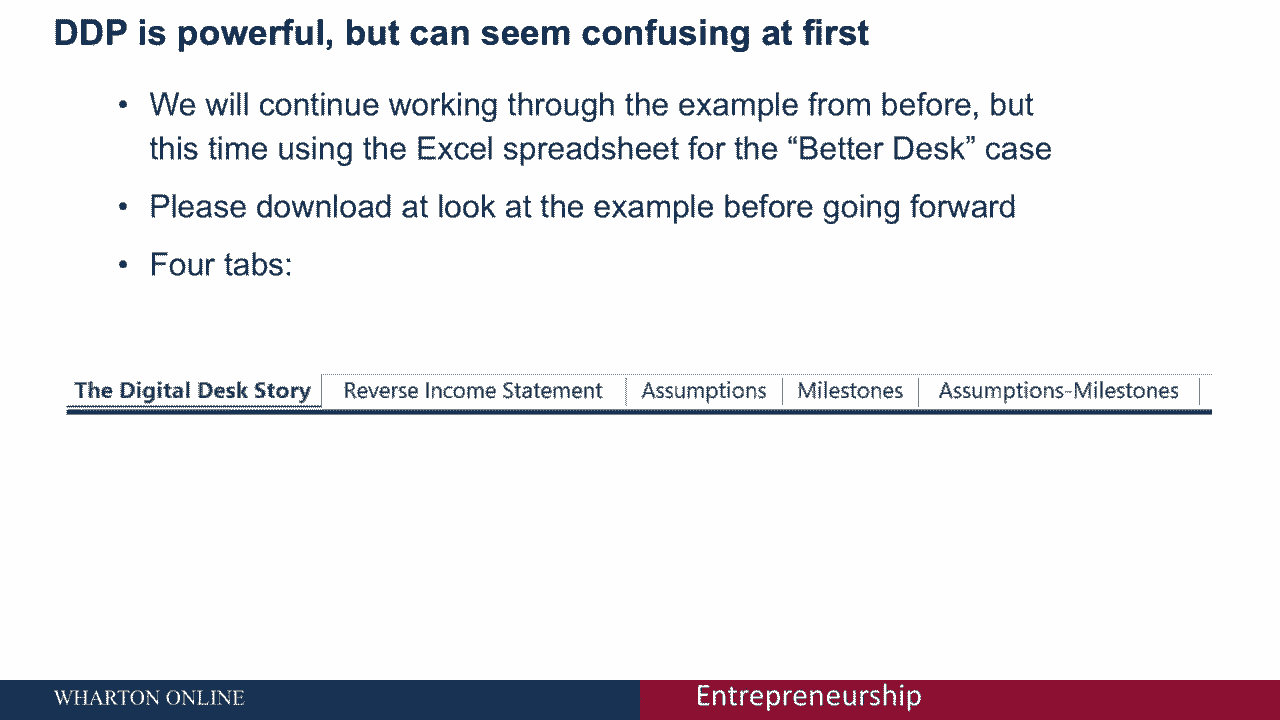 DDP is powerful, but can seem confusing at first
• We will continue working through the example from before, but
this time using the Excel spreadsheet for the “Better Desk” case
• Please download at look at the example before going forward
• Four tabs:
The Digital Desk Story Reverse Income Statement Assumptions Milestones Assumptions-Milestones
WHARTON ONLINE Entrepreneurship